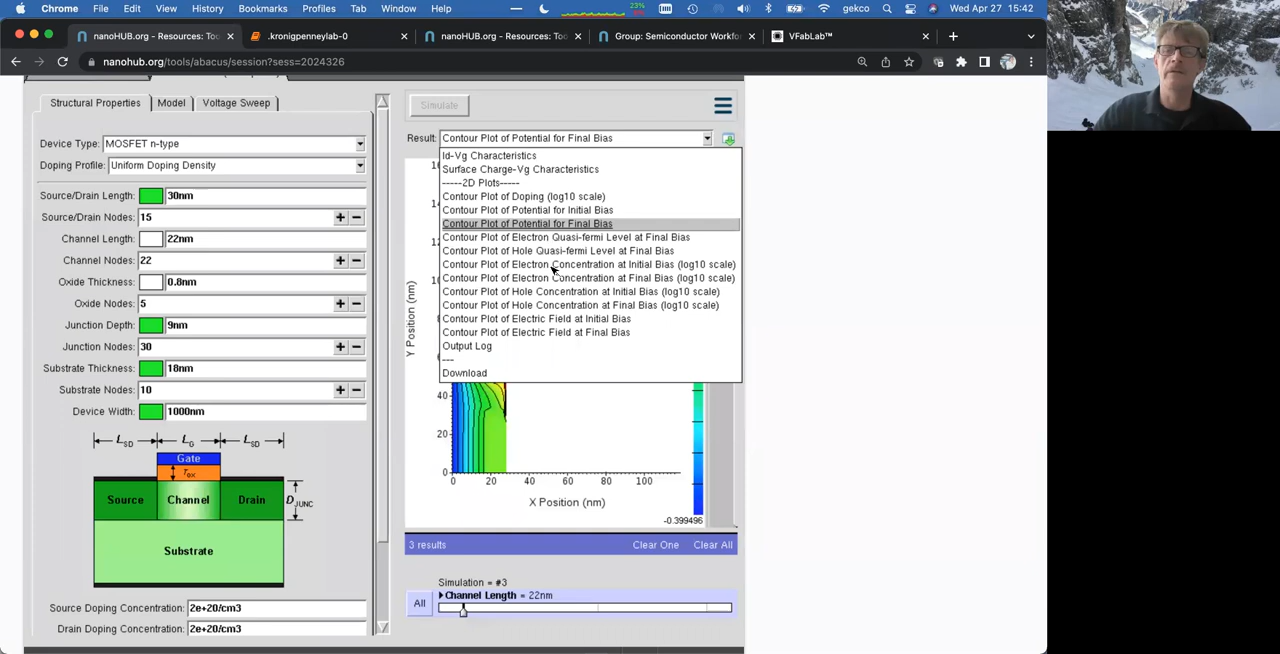 Chrome File Edit View History Bookmarks Profiles Tab Window Help 23% gekco Wed Apr 27 15:42
nanoHUB.org - Resources: Too
.kronigpenneylab-0
nanoHUB.org - Resources: Too
Group: Semiconductor Workfo
VFabLab™
nanohub.org/tools/abacus/session?sess=2024326
Structural Properties Model Voltage Sweep
Device Type: MOSFET n-type
Doping Profile: Uniform Doping Density
Source/Drain Length: 30nm
Source/Drain Nodes: 15
Channel Length: 22nm
Channel Nodes: 22
Oxide Thickness: 0.8nm
Oxide Nodes: 5
Junction Depth: 9nm
Junction Nodes: 30
Substrate Thickness: 18nm
Substrate Nodes: 10
Device Width: 1000nm
LSD LG LSD
Gate
Tox
Source Channel Drain DJUNC
Substrate
Source Doping Concentration: 2e+20/cm3
Drain Doping Concentration: 2e+20/cm3
Simulate
Result: Contour Plot of Potential for Final Bias
Id-Vg Characteristics
Surface Charge-Vg Characteristics
-----2D Plots-----
Contour Plot of Doping (log10 scale)
Contour Plot of Potential for Initial Bias
Contour Plot of Potential for Final Bias
Contour Plot of Electron Quasi-fermi Level at Final Bias
Contour Plot of Hole Quasi-fermi Level at Final Bias
Contour Plot of Electron Concentration at Initial Bias (log10 scale)
Contour Plot of Electron Concentration at Final Bias (log10 scale)
Contour Plot of Hole Concentration at Initial Bias (log10 scale)
Contour Plot of Hole Concentration at Final Bias (log10 scale)
Contour Plot of Electric Field at Initial Bias
Contour Plot of Electric Field at Final Bias
Output Log
---
Download
Y Position (nm)
40
20
0
0 20 40 60 80 100
X Position (nm)
-0.399496
3 results Clear One Clear All
Simulation = #3
All Channel Length = 22nm